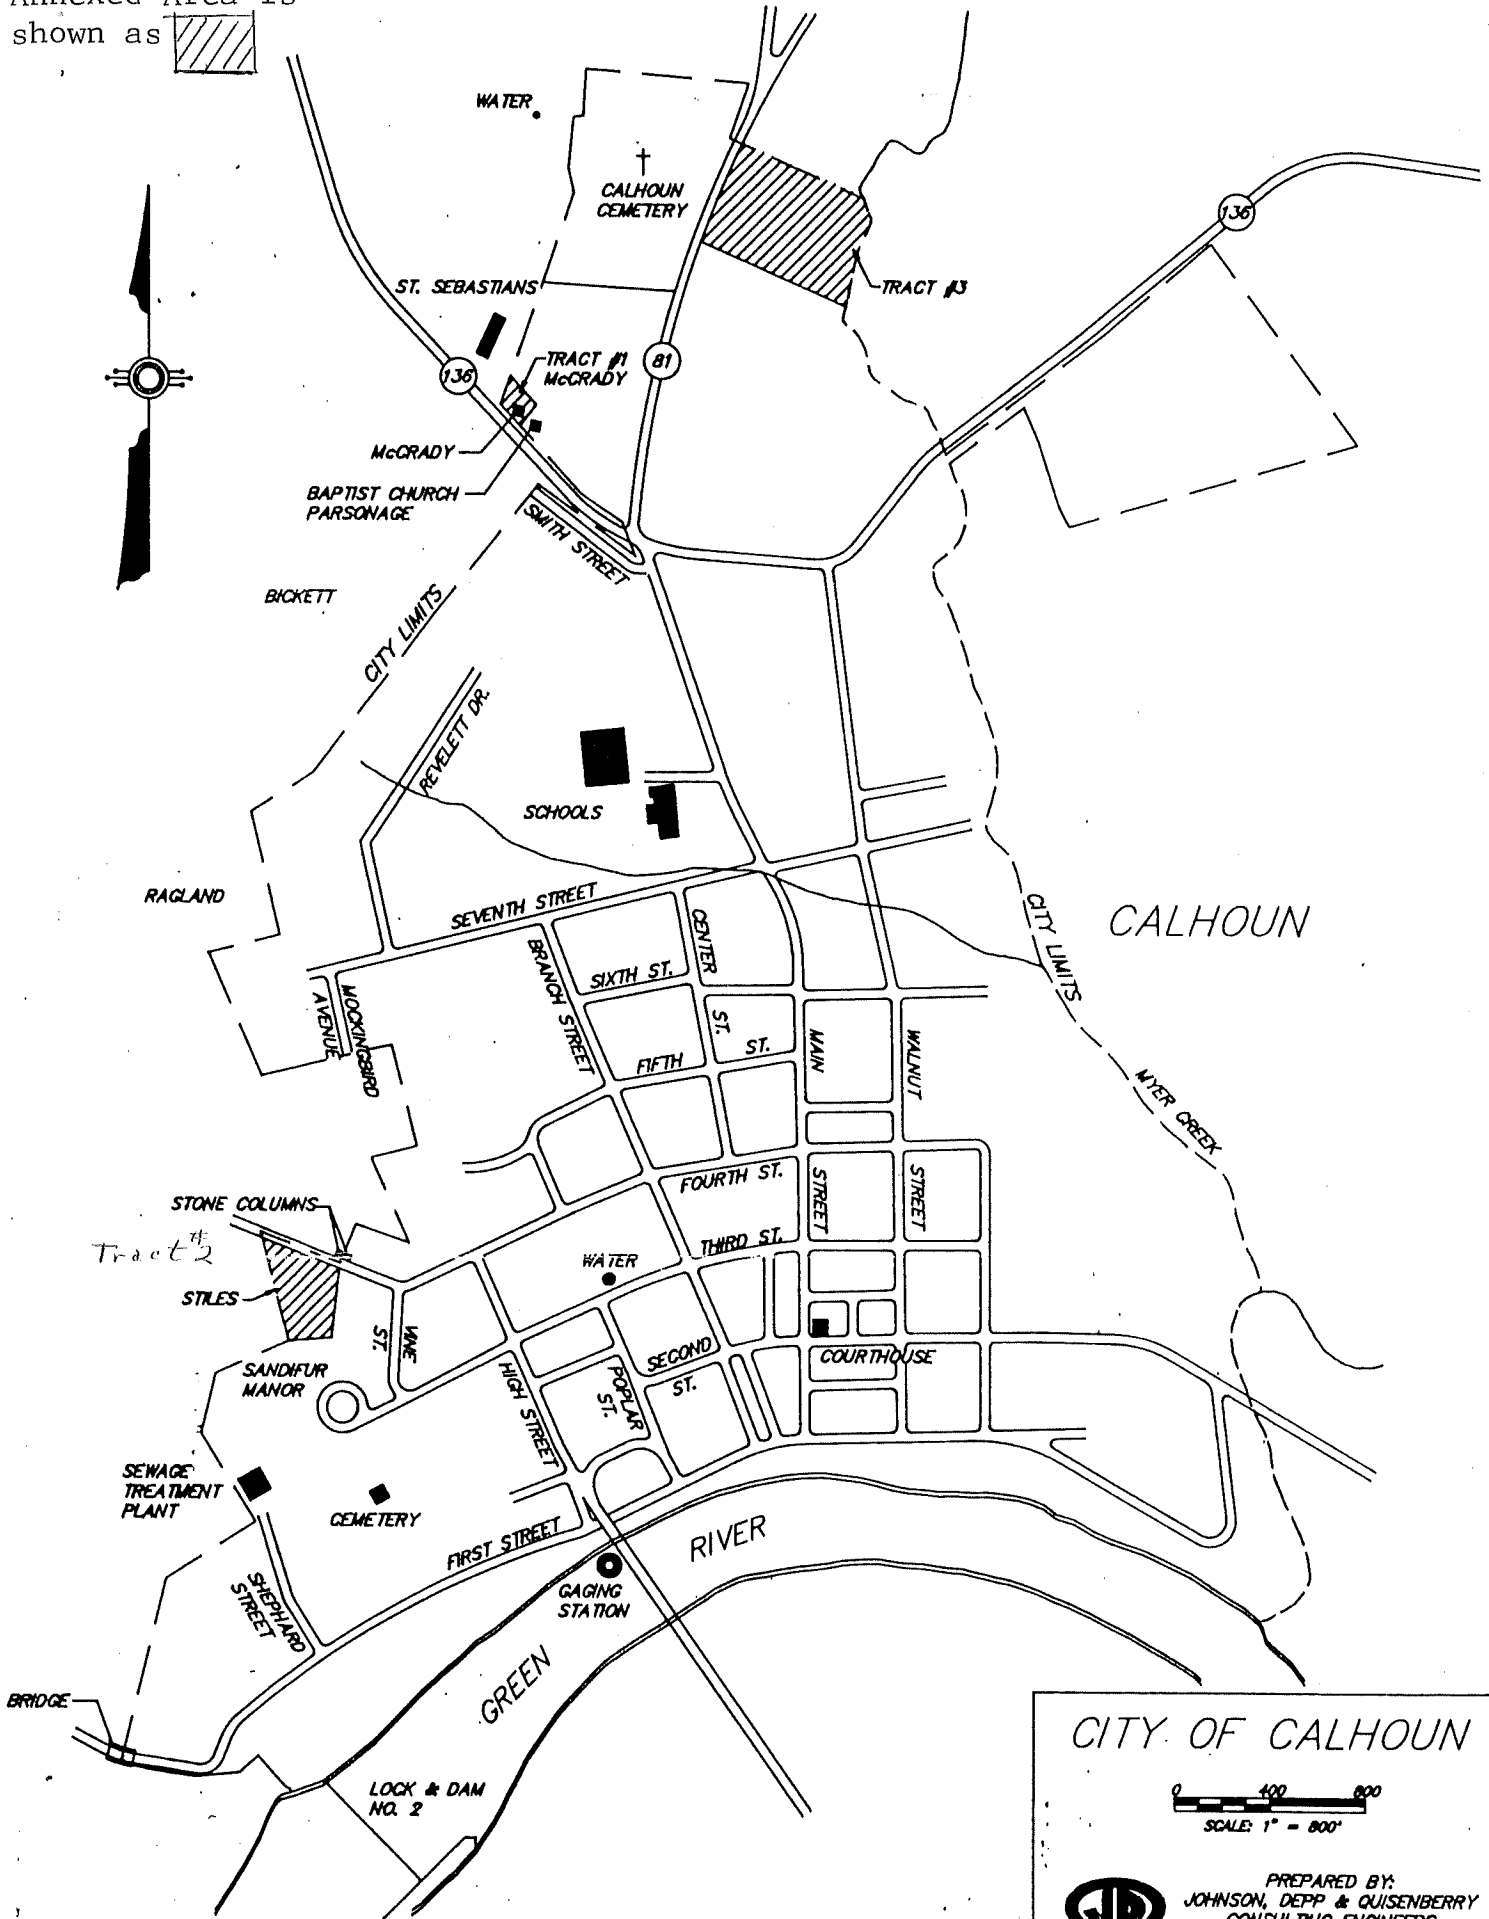 Annexed Area is
shown as
WATER
CALHOUN
CEMETERY
136
ST. SEBASTIANS
TRACT #3
TRACT #1
McCRADY
81
136
McCRADY
BAPTIST CHURCH
PARSONAGE
SMITH STREET
BICKETT
CITY LIMITS
REVELETT DR.
SCHOOLS
RAGLAND
SEVENTH STREET
CENTER
ST.
CITY LIMITS
CALHOUN
BRANCH STREET
SIXTH ST.
MOCKINGBIRD
AVENUE
FIFTH
ST.
MAIN
STREET
WALNUT
STREET
MYER CREEK
FOURTH ST.
STONE COLUMNS
Tract #2
THIRD ST.
WATER
STILES
VINE
ST.
SECOND
ST.
COURTHOUSE
SANDIFUR
MANOR
HIGH STREET
POPLAR
ST.
SEWAGE
TREATMENT
PLANT
CEMETERY
FIRST STREET
RIVER
GAGING
STATION
SHEPHARD
STREET
GREEN
BRIDGE
LOCK & DAM
NO. 2
CITY OF CALHOUN
0 400 800
SCALE: 1" = 800'
PREPARED BY:
JOHNSON, DEPP & QUISENBERRY
CONSULTING ENGINEERS